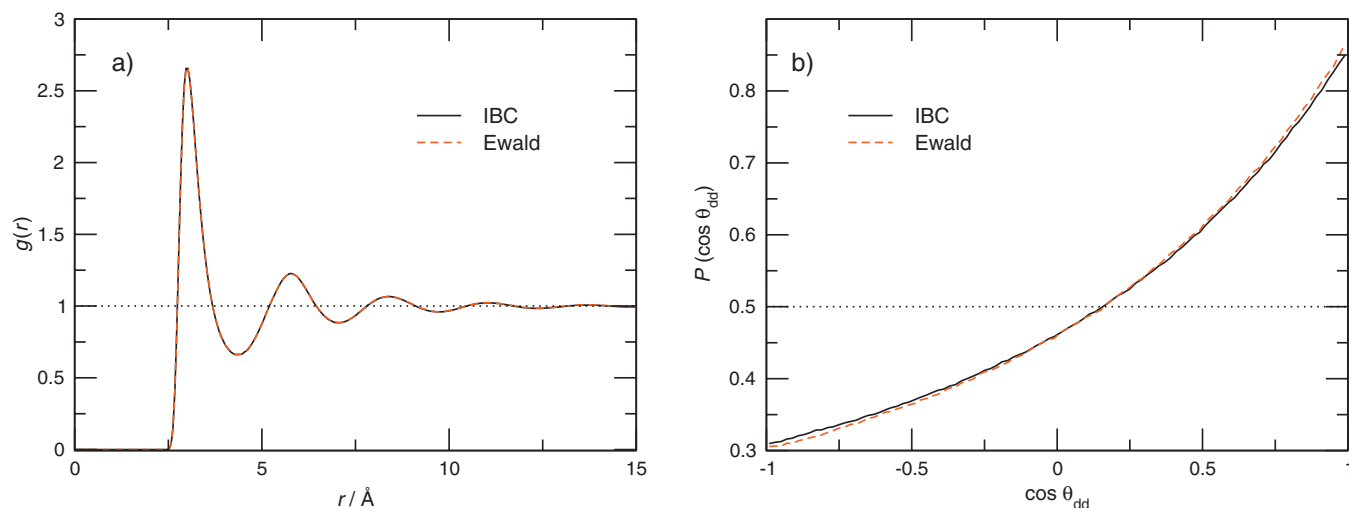 a)
IBC
Ewald
g(r)
3
2.5
2
1.5
1
0.5
0
0 5 10 15
r / Å
b)
IBC
Ewald
P (cos θdd)
0.8
0.7
0.6
0.5
0.4
0.3
-1 -0.5 0 0.5 1
cos θdd